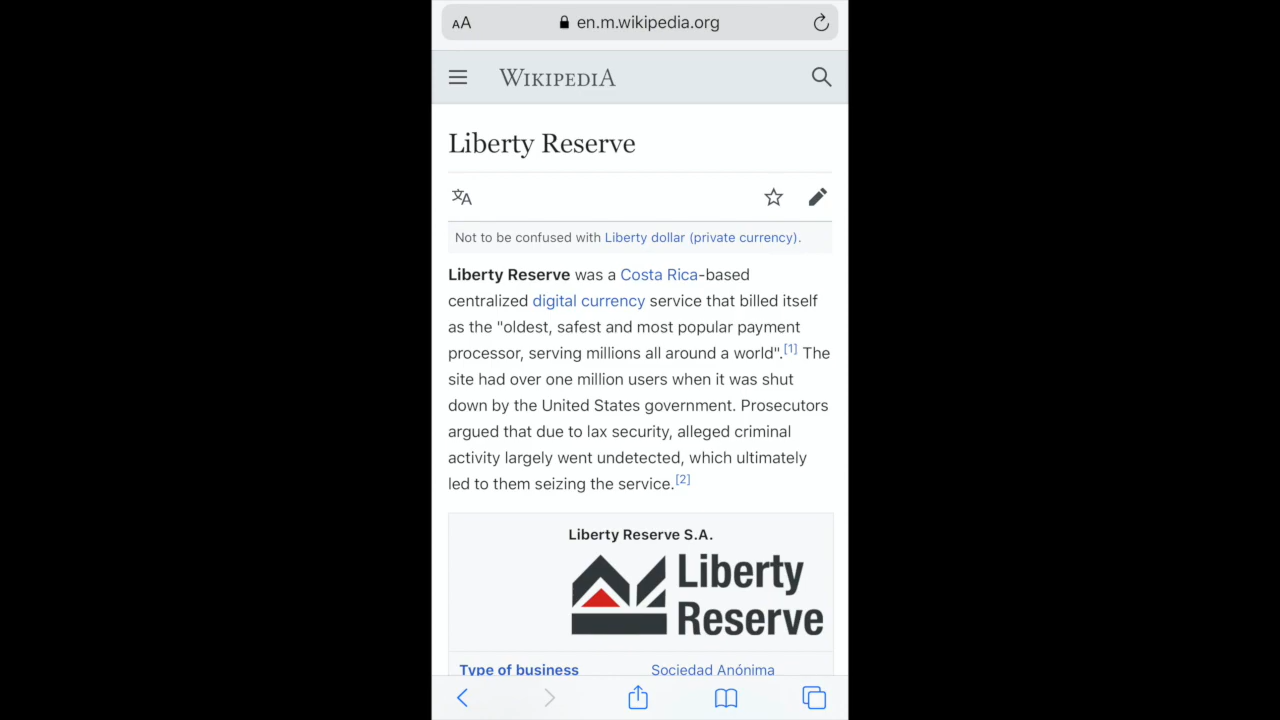 AA en.m.wikipedia.org
WIKIPEDIA
Liberty Reserve
文A
Not to be confused with Liberty dollar (private currency).
Liberty Reserve was a Costa Rica-based
centralized digital currency service that billed itself
as the "oldest, safest and most popular payment
processor, serving millions all around a world".[1] The
site had over one million users when it was shut
down by the United States government. Prosecutors
argued that due to lax security, alleged criminal
activity largely went undetected, which ultimately
led to them seizing the service.[2]
Liberty Reserve S.A.
Liberty
Reserve
Type of business Sociedad Anónima